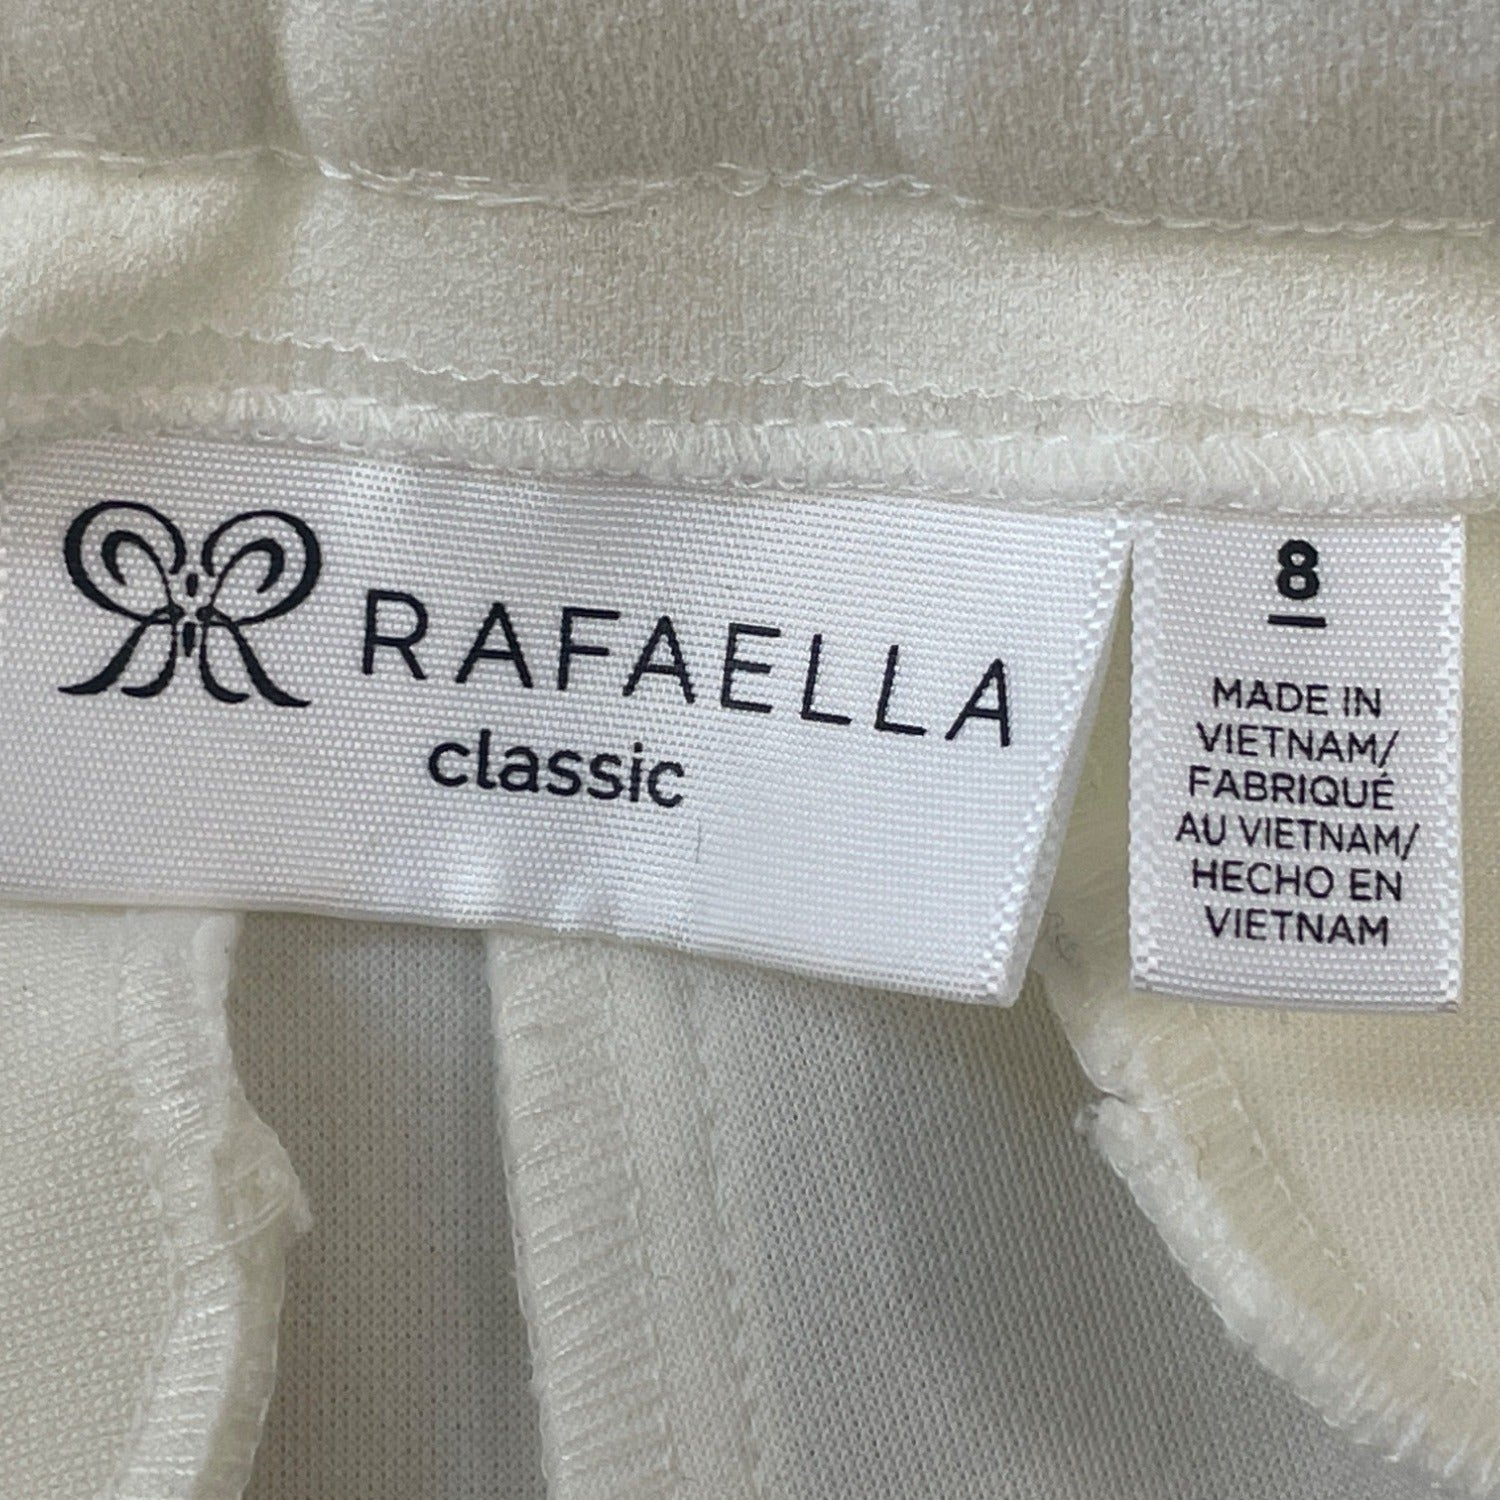 RAFAELLA
classic
8
MADE IN
VIETNAM/
FABRIQUÉ
AU VIETNAM/
HECHO EN
VIETNAM